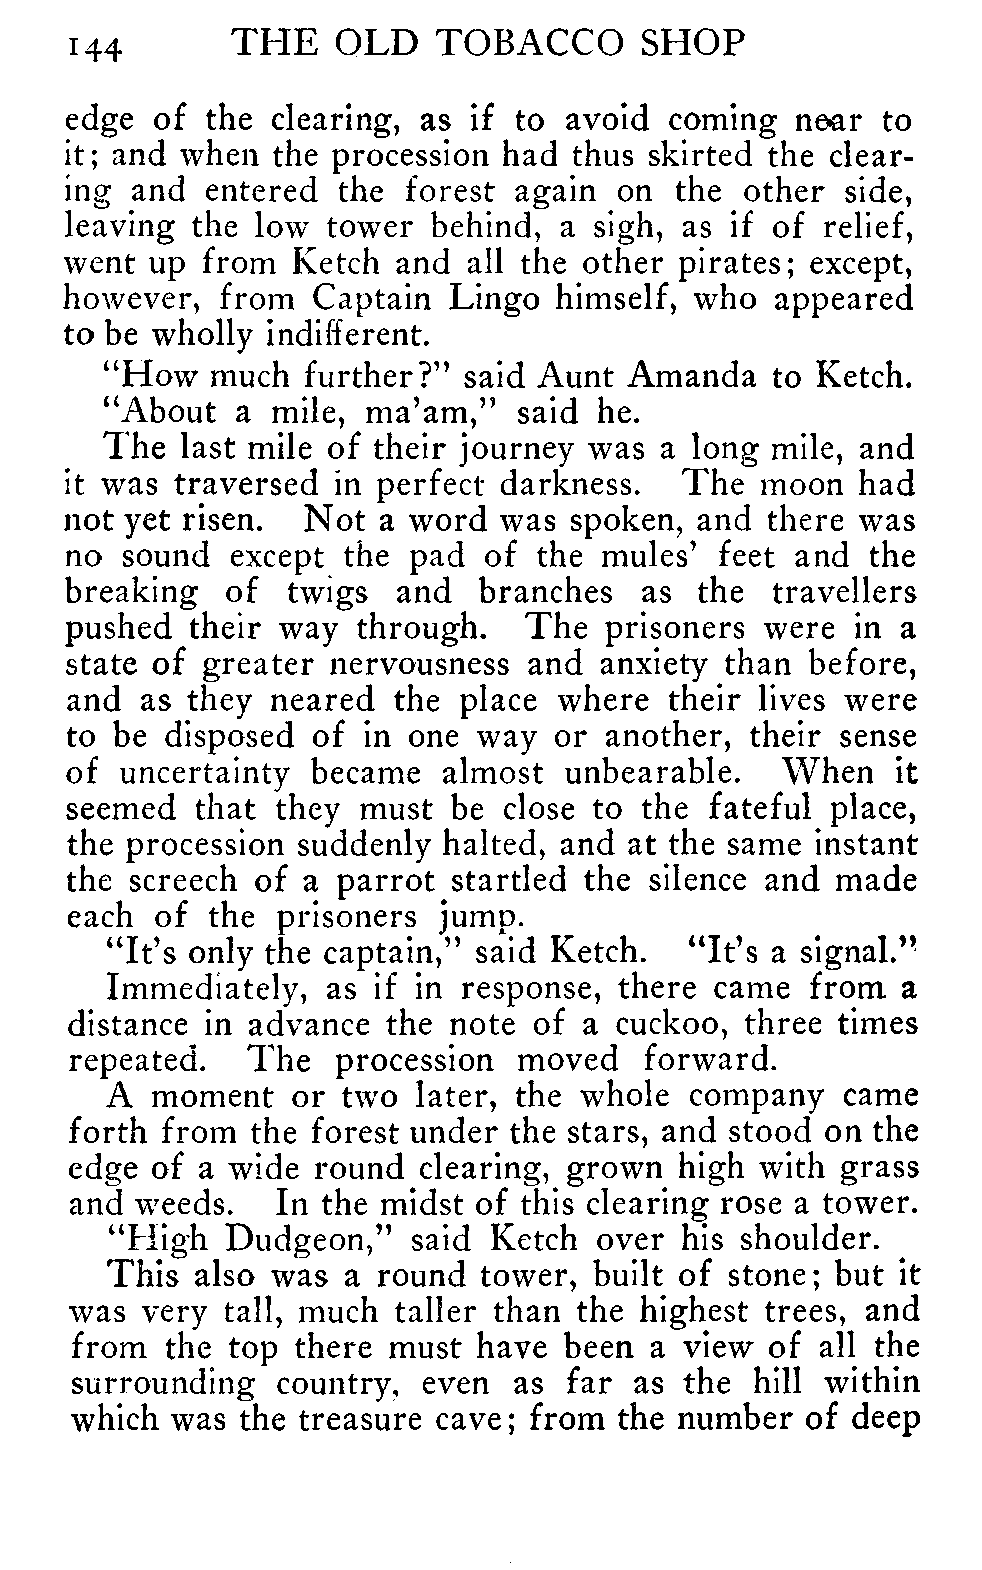 144 THE OLD TOBACCO SHOP
edge of the clearing, as if to avoid coming near to
it; and when the procession had thus skirted the clear-
ing and entered the forest again on the other side,
leaving the low tower behind, a sigh, as if of relief,
went up from Ketch and all the other pirates; except,
however, from Captain Lingo himself, who appeared
to be wholly indifferent.
"How much further?" said Aunt Amanda to Ketch.
"About a mile, ma'am," said he.
The last mile of their journey was a long mile, and
it was traversed in perfect darkness. The moon had
not yet risen. Not a word was spoken, and there was
no sound except the pad of the mules' feet and the
breaking of twigs and branches as the travellers
pushed their way through. The prisoners were in a
state of greater nervousness and anxiety than before,
and as they neared the place where their lives were
to be disposed of in one way or another, their sense
of uncertainty became almost unbearable. When it
seemed that they must be close to the fateful place,
the procession suddenly halted, and at the same instant
the screech of a parrot startled the silence and made
each of the prisoners jump.
"It's only the captain," said Ketch. "It's a signal."
Immediately, as if in response, there came from a
distance in advance the note of a cuckoo, three times
repeated. The procession moved forward.
A moment or two later, the whole company came
forth from the forest under the stars, and stood on the
edge of a wide round clearing, grown high with grass
and weeds. In the midst of this clearing rose a tower.
"High Dudgeon," said Ketch over his shoulder.
This also was a round tower, built of stone; but it
was very tall, much taller than the highest trees, and
from the top there must have been a view of all the
surrounding country, even as far as the hill within
which was the treasure cave; from the number of deep